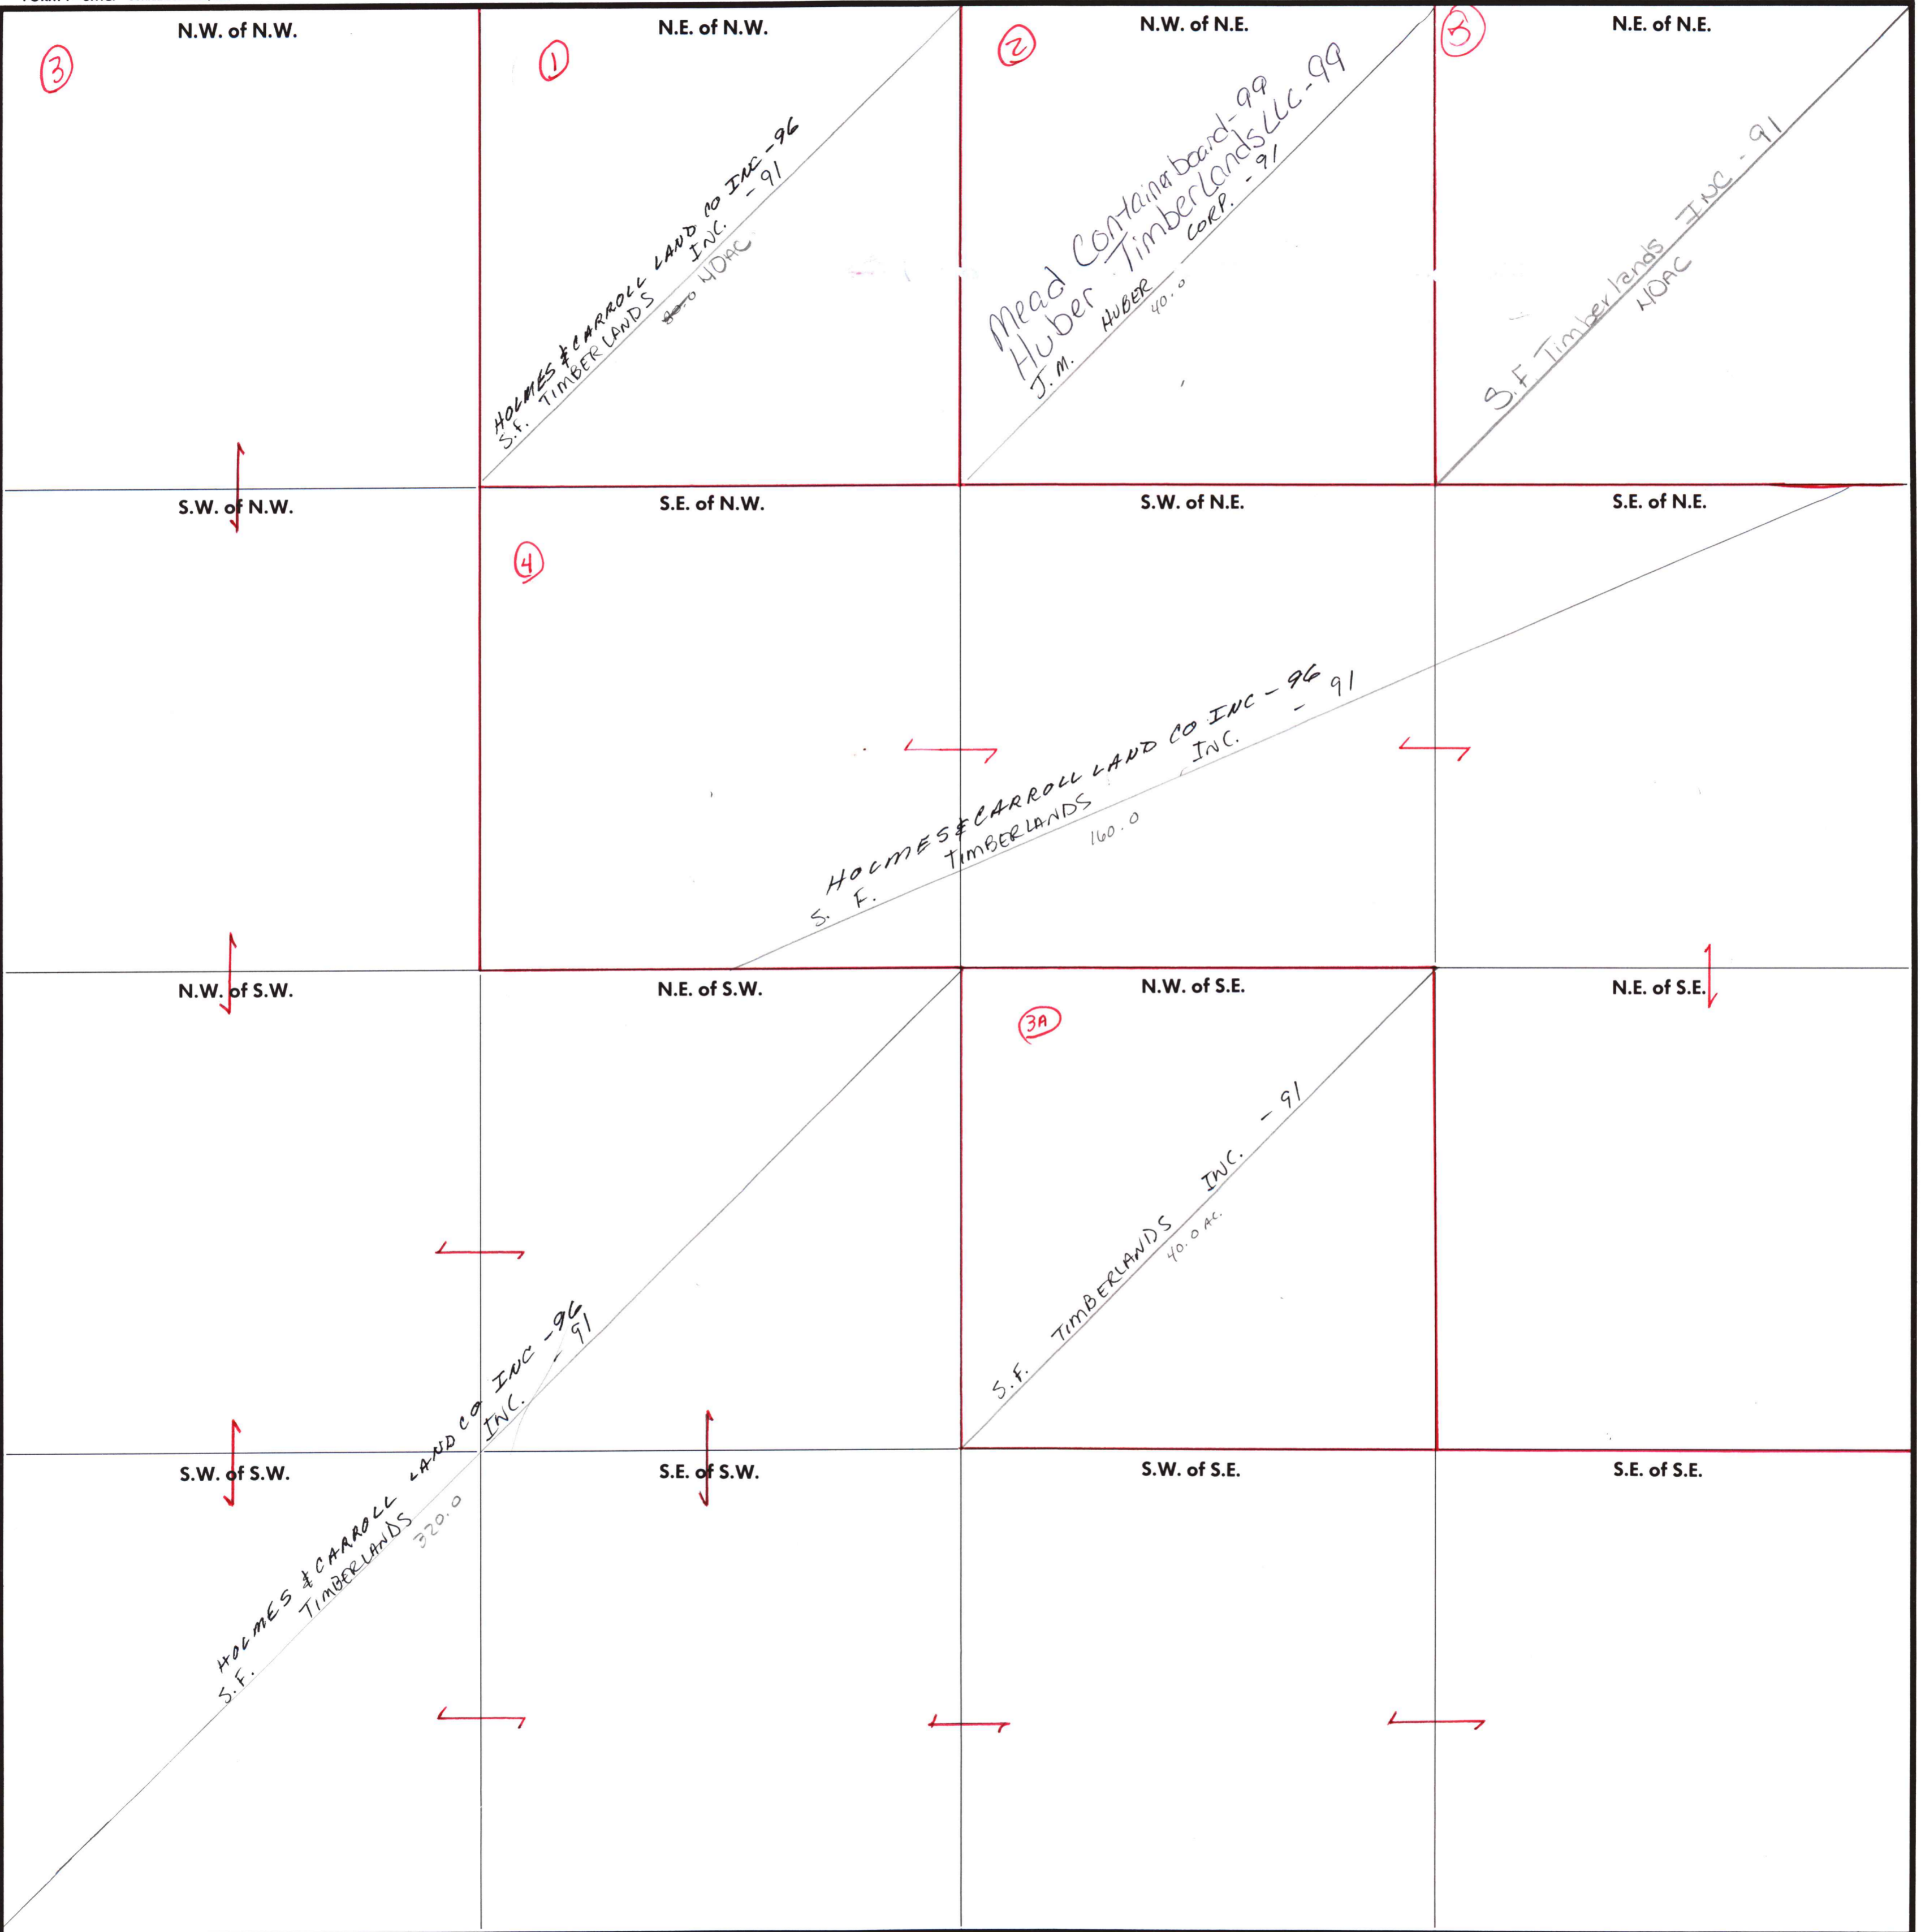 N.W. of N.W.
3
N.E. of N.W.
1
HOLMES & CARROLL LAND CO INC - 96
S.F. TIMBERLANDS INC. - 91
40AC
N.W. of N.E.
2
Mead Containerboard - 99
Huber Timberlands LLC - 99
J.M. HUBER CORP. - 91
40.0
N.E. of N.E.
5
S.F. Timberlands INC - 91
40AC
S.W. of N.W.
S.E. of N.W.
4
S.W. of N.E.
S.E. of N.E.
HOLMES & CARROLL LAND CO INC - 96
S. F. TIMBERLANDS INC. - 91
160.0
N.W. of S.W.
N.E. of S.W.
N.W. of S.E.
3A
S.F. TIMBERLANDS INC. - 91
40.0 AC.
N.E. of S.E.
HOLMES & CARROLL LAND CO INC - 96
S.F. TIMBERLANDS INC. - 91
320.0
S.W. of S.W.
S.E. of S.W.
S.W. of S.E.
S.E. of S.E.